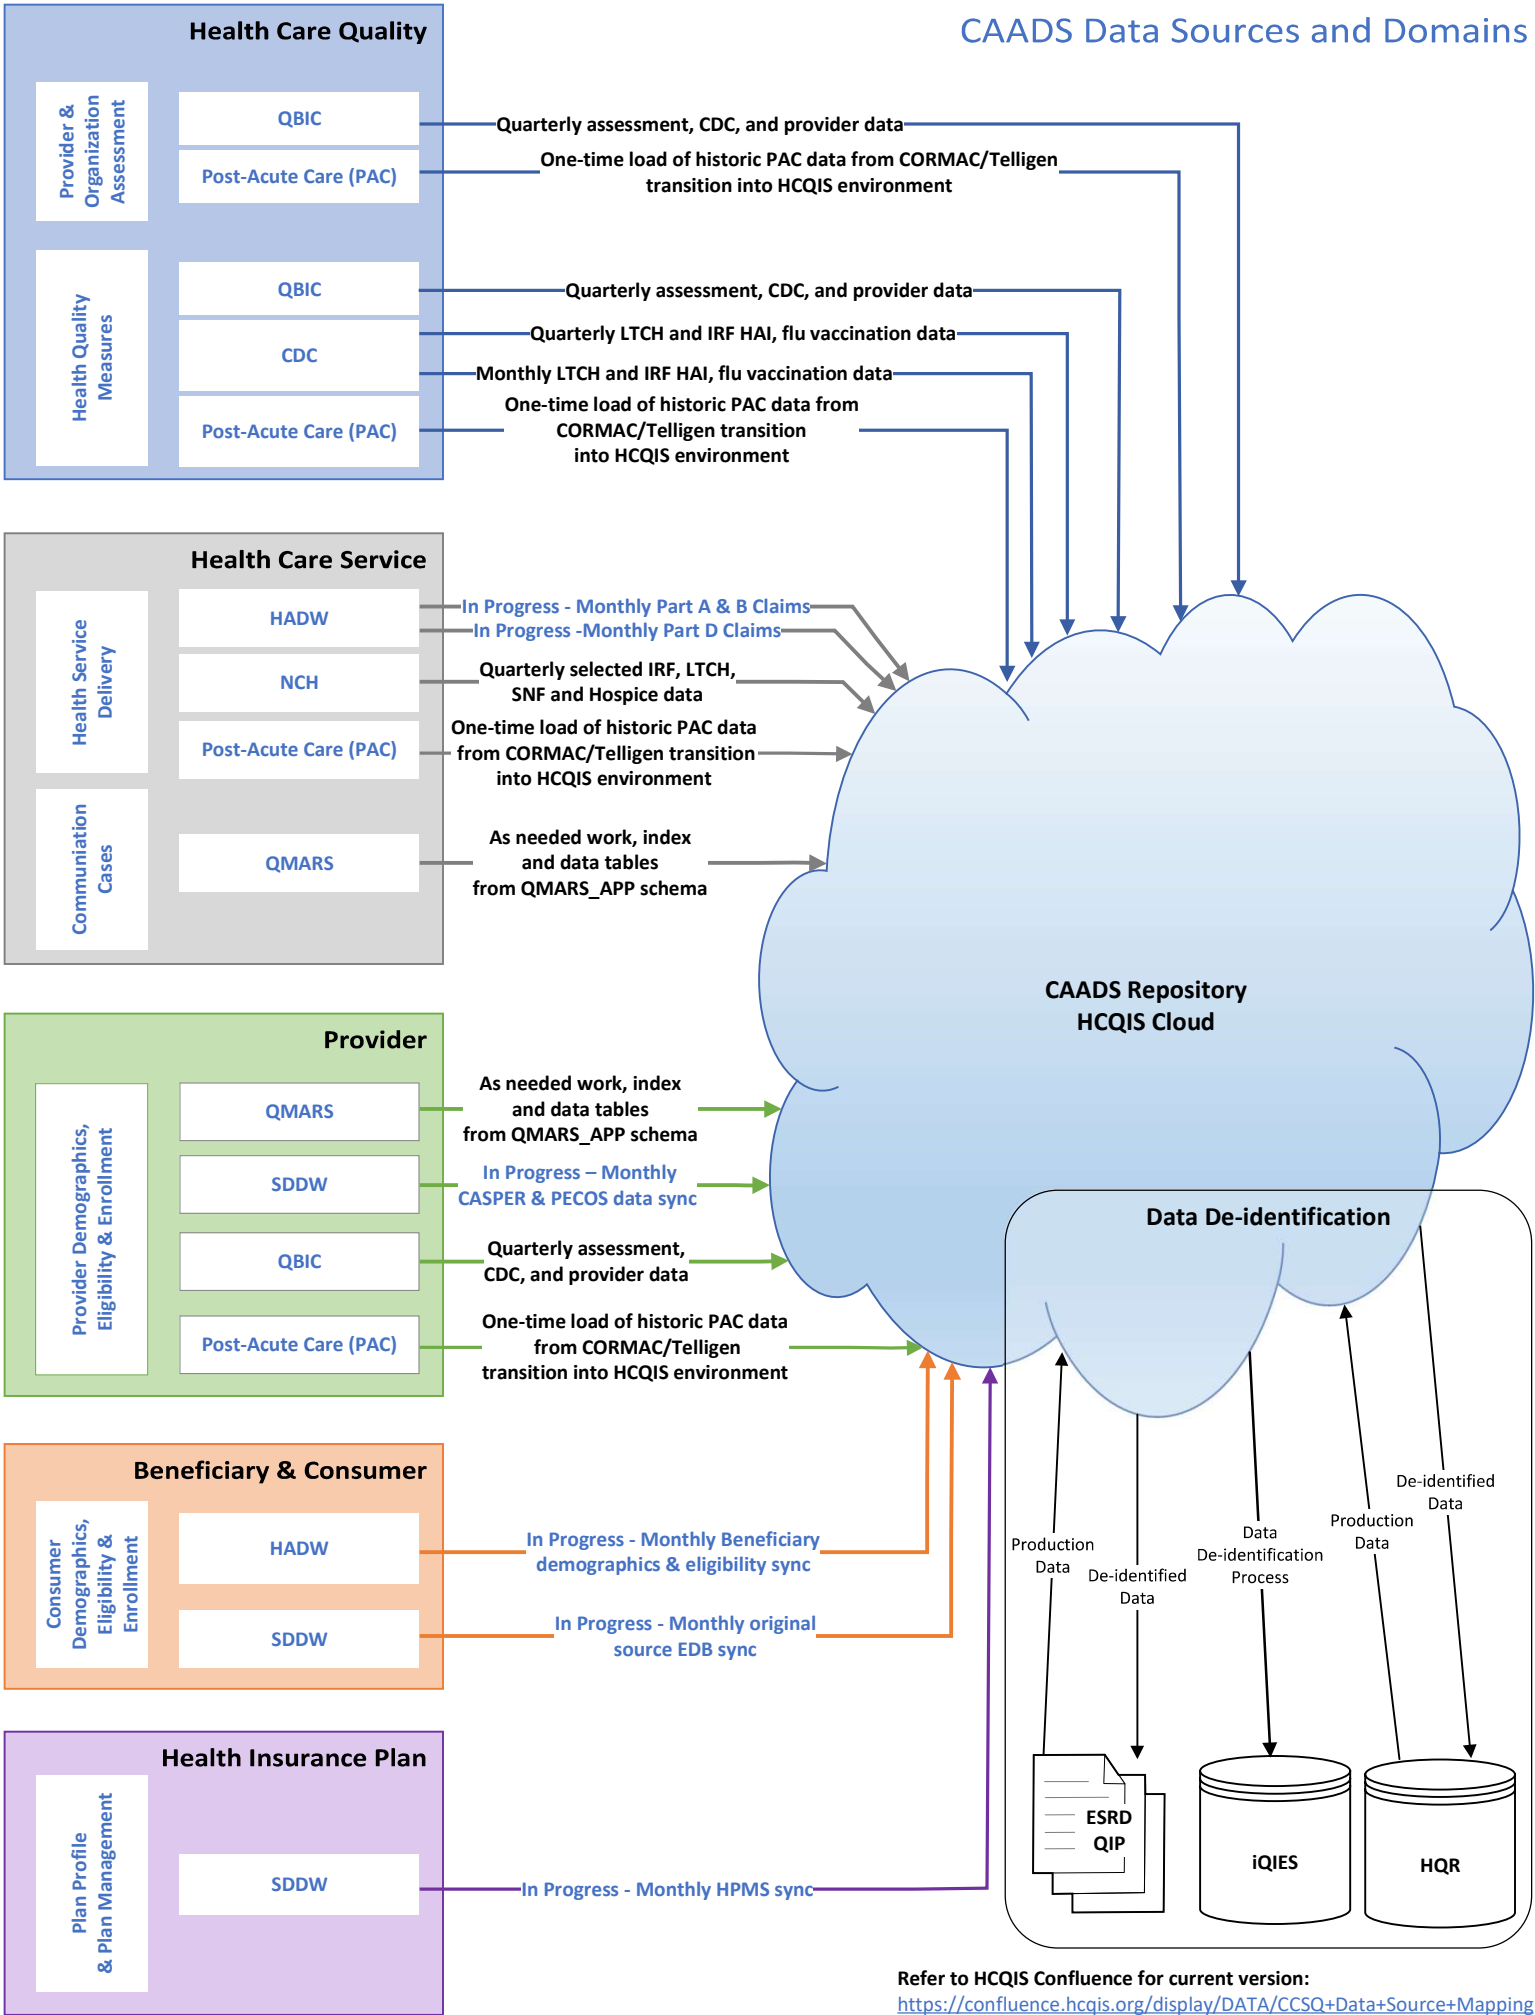 CAADS Data Sources and Domains
Health Care Quality
Provider &
Organization
Assessment
QBIC
Quarterly assessment, CDC, and provider data
Post-Acute Care (PAC)
One-time load of historic PAC data from CORMAC/Telligen
transition into HCQIS environment
Health Quality
Measures
QBIC
Quarterly assessment, CDC, and provider data
CDC
Quarterly LTCH and IRF HAI, flu vaccination data
Monthly LTCH and IRF HAI, flu vaccination data
Post-Acute Care (PAC)
One-time load of historic PAC data from
CORMAC/Telligen transition
into HCQIS environment
Health Care Service
Health Service
Delivery
HADW
In Progress - Monthly Part A & B Claims
In Progress -Monthly Part D Claims
NCH
Quarterly selected IRF, LTCH,
SNF and Hospice data
Post-Acute Care (PAC)
One-time load of historic PAC data
from CORMAC/Telligen transition
into HCQIS environment
Communiation
Cases
QMARS
As needed work, index
and data tables
from QMARS_APP schema
CAADS Repository
HCQIS Cloud
Provider
Provider Demographics,
Eligibility & Enrollment
QMARS
As needed work, index
and data tables
from QMARS_APP schema
SDDW
In Progress – Monthly
CASPER & PECOS data sync
QBIC
Quarterly assessment,
CDC, and provider data
Post-Acute Care (PAC)
One-time load of historic PAC data
from CORMAC/Telligen
transition into HCQIS environment
Beneficiary & Consumer
Consumer
Demographics,
Eligibility &
Enrollment
HADW
In Progress - Monthly Beneficiary
demographics & eligibility sync
SDDW
In Progress - Monthly original
source EDB sync
Health Insurance Plan
Plan Profile
& Plan Management
SDDW
In Progress - Monthly HPMS sync
Data De-identification
Production
Data
De-identified
Data
Data
De-identification
Process
Production
Data
De-identified
Data
ESRD
QIP
iQIES
HQR
Refer to HCQIS Confluence for current version:
https://confluence.hcqis.org/display/DATA/CCSQ+Data+Source+Mapping